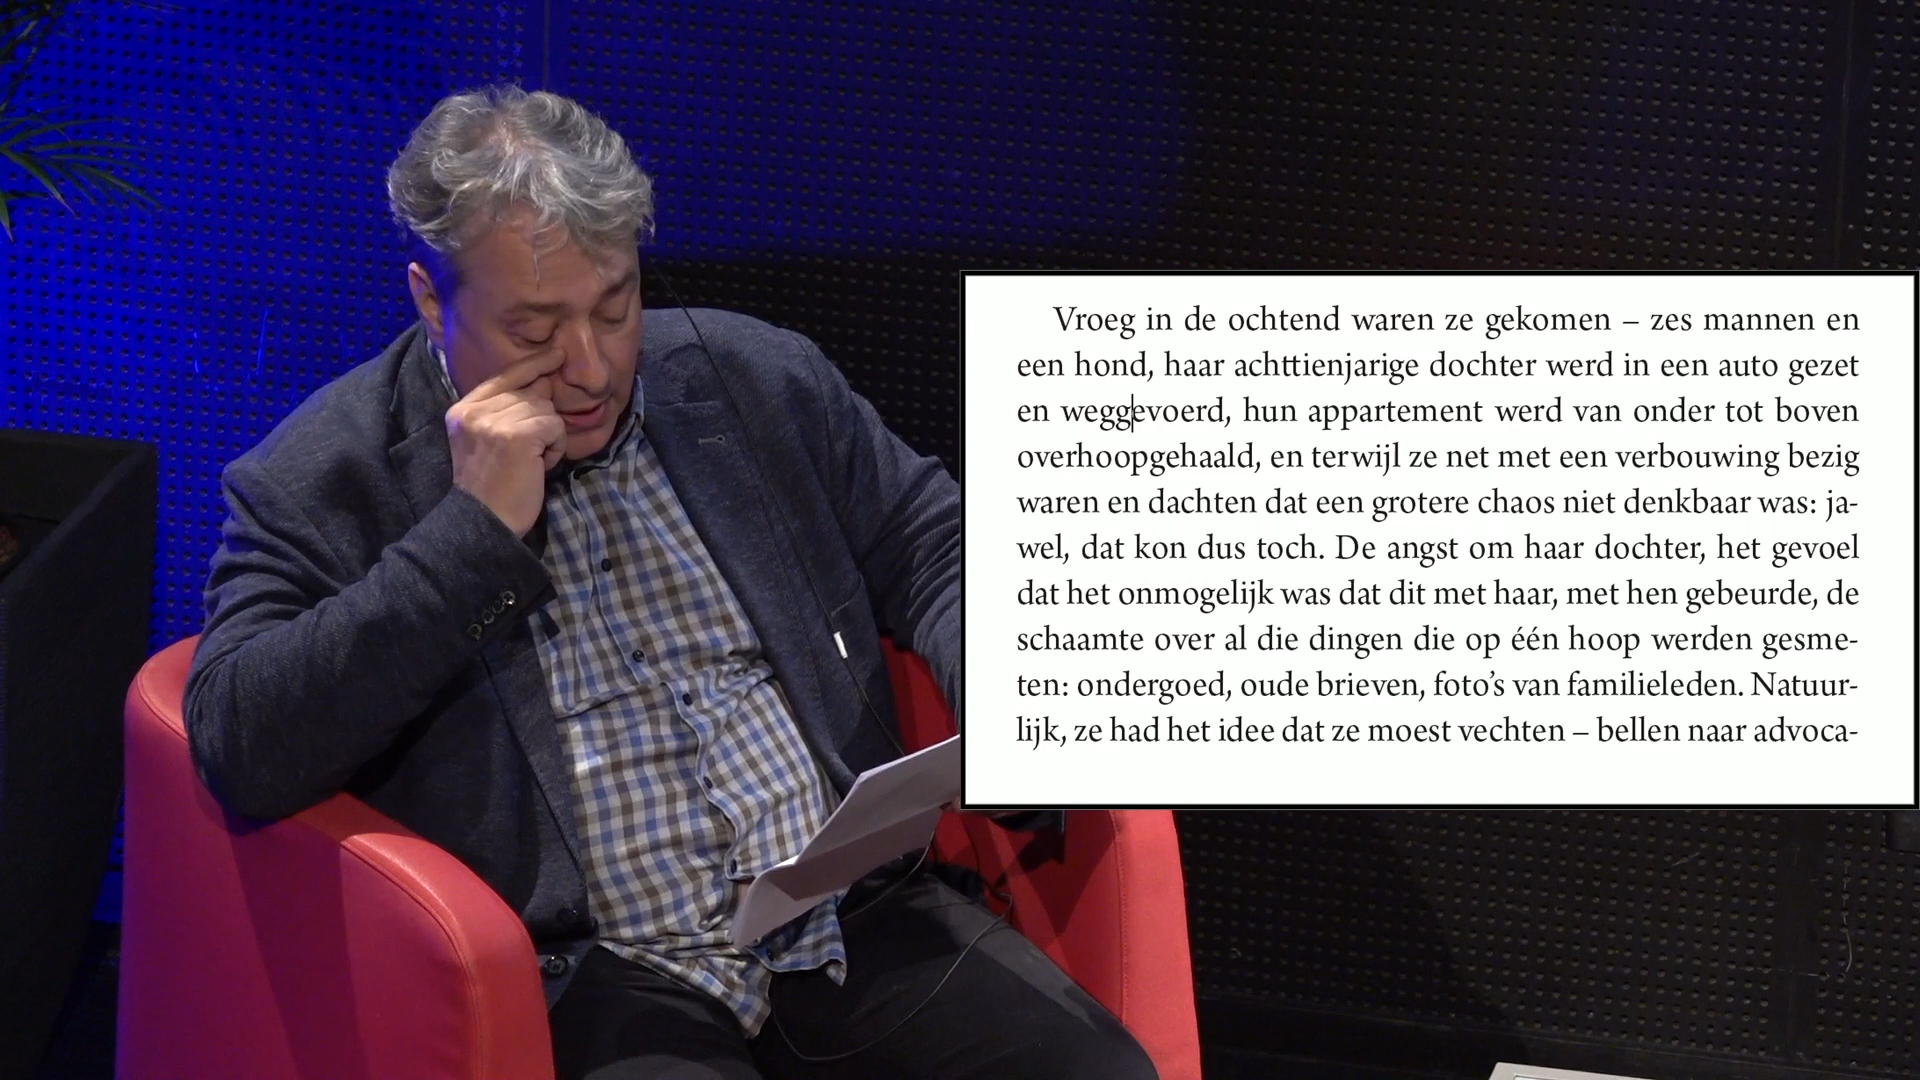 Vroeg in de ochtend waren ze gekomen – zes mannen en
een hond, haar achttienjarige dochter werd in een auto gezet
en weggevoerd, hun appartement werd van onder tot boven
overhoopgehaald, en terwijl ze net met een verbouwing bezig
waren en dachten dat een grotere chaos niet denkbaar was: ja-
wel, dat kon dus toch. De angst om haar dochter, het gevoel
dat het onmogelijk was dat dit met haar, met hen gebeurde, de
schaamte over al die dingen die op één hoop werden gesme-
ten: ondergoed, oude brieven, foto’s van familieleden. Natuur-
lijk, ze had het idee dat ze moest vechten – bellen naar advoca-